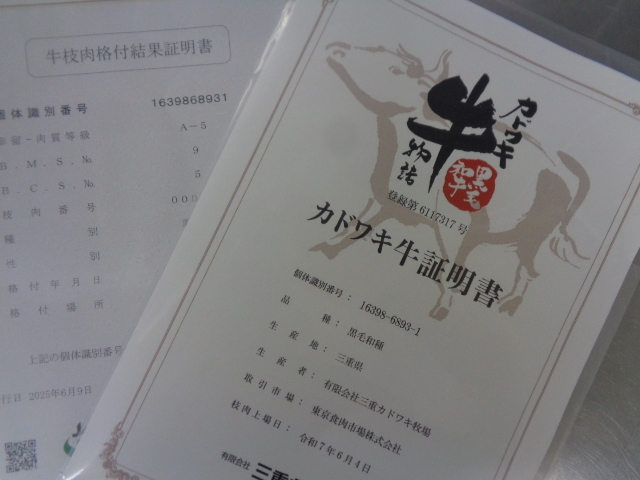 牛枝肉格付結果証明書
個体識別番号 1639868931
歩留・肉質等級 A-5
B.M.S.№ 9
B.C.S.№ 5
枝肉番号
種別
性別
格付年月日
格付場所
上記の個体識別番号
行日 2025年6月9日
カドワキ
牛
物語
黒毛
和牛
登録第6117317号
カドワキ牛証明書
個体識別番号： 16398-6893-1
品種： 黒毛和種
生産地： 三重県
生産者： 有限会社三重カドワキ牧場
取引市場： 東京食肉市場株式会社
枝肉上場日： 令和7年6月4日
有限会社 三重